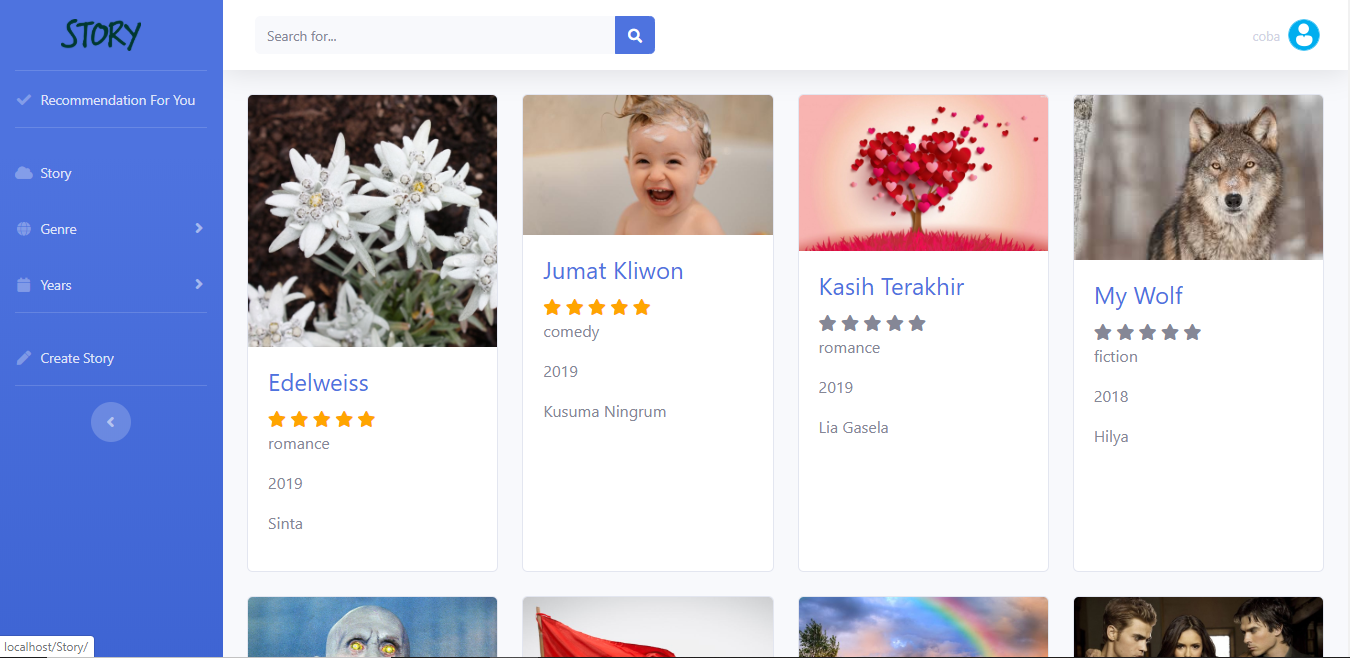 STORY
Search for...
coba
Recommendation For You
Story
Genre
Years
Create Story
Edelweiss
romance
2019
Sinta
Jumat Kliwon
comedy
2019
Kusuma Ningrum
Kasih Terakhir
romance
2019
Lia Gasela
My Wolf
fiction
2018
Hilya
localhost/Story/